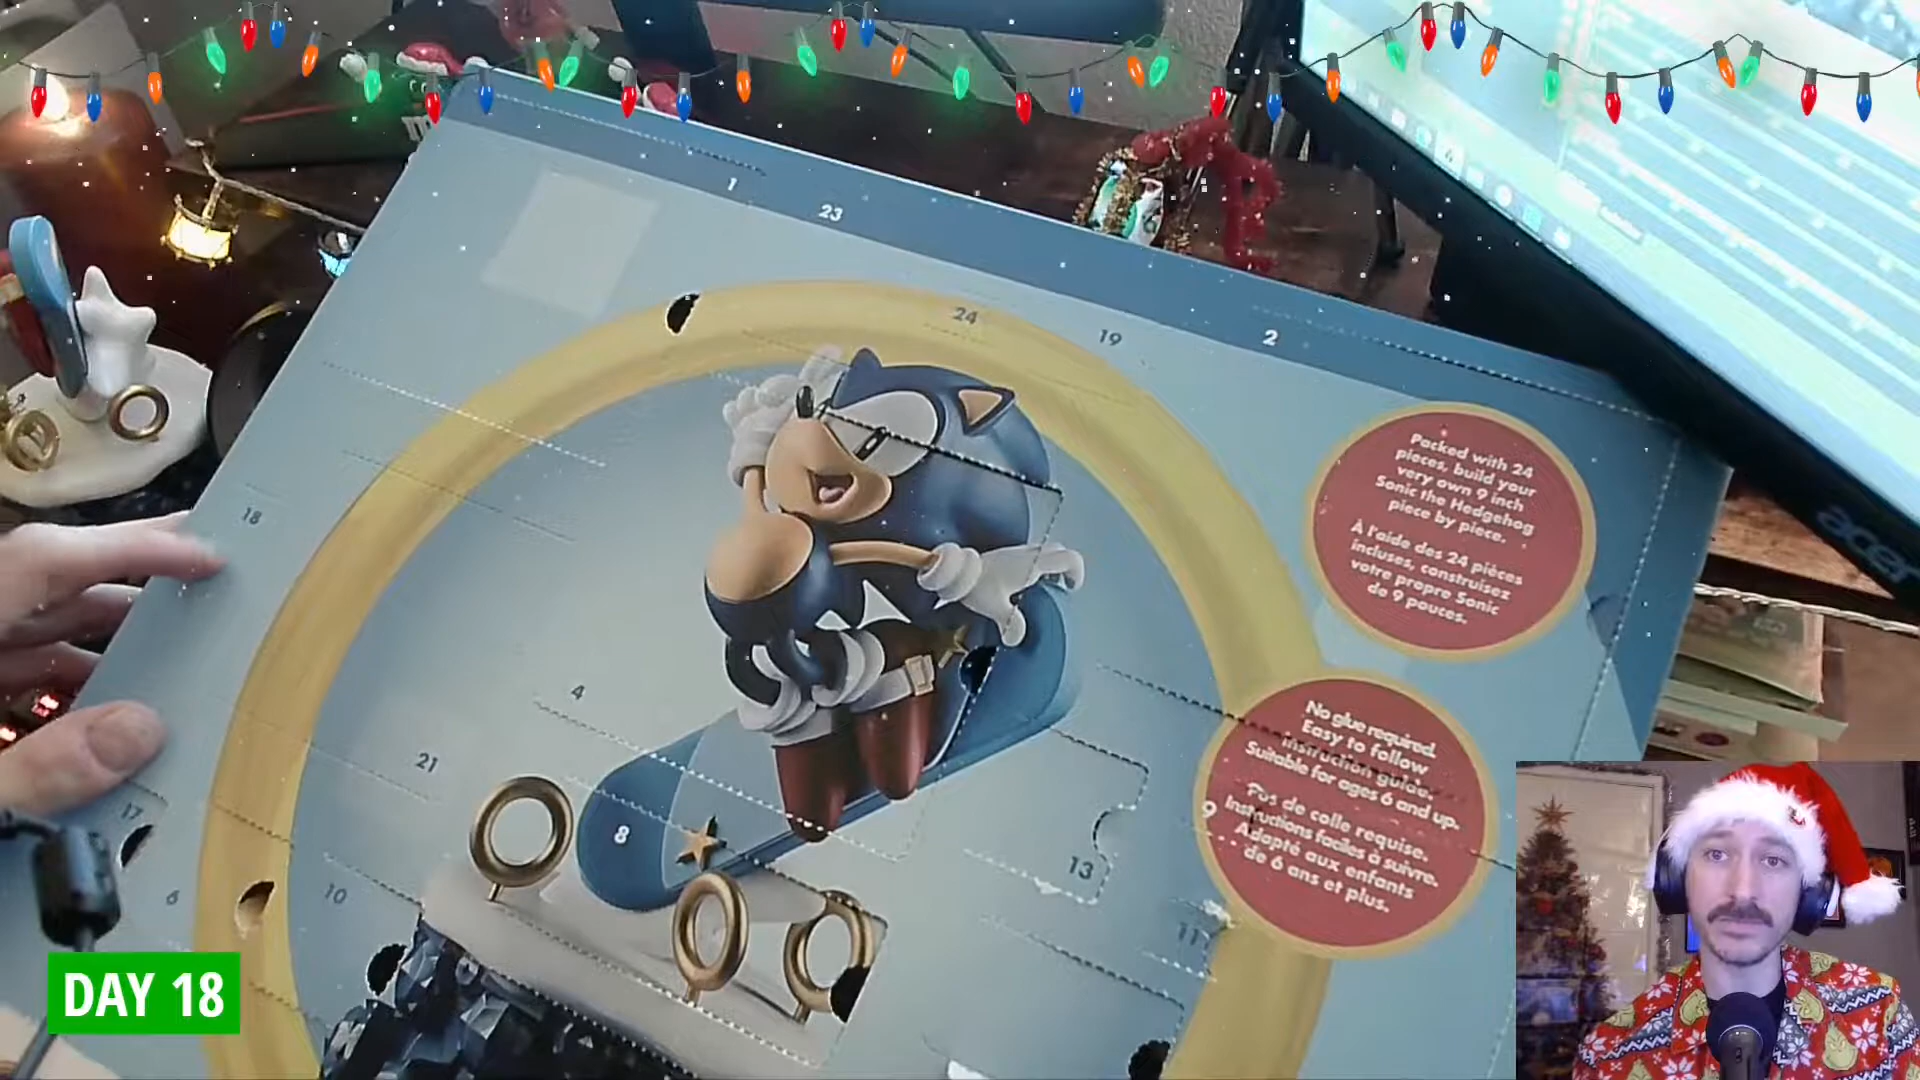 1
23
24
19
2
Packed with 24
pieces, build your
very own 9 inch
Sonic the Hedgehog
piece by piece.
À l'aide des 24 pièces
incluses, construisez
votre propre Sonic
de 9 pouces.
18
4
21
8
No glue required.
Easy to follow
instruction guide.
Suitable for ages 6 and up.
Pas de colle requise.
Instructions faciles à suivre.
Adapté aux enfants
de 6 ans et plus.
9
13
17
6
10
11
acer
DAY 18